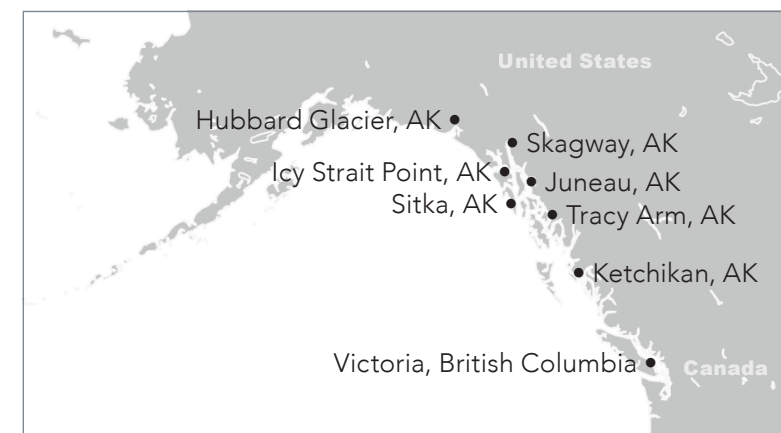 United States
Hubbard Glacier, AK
Skagway, AK
Icy Strait Point, AK
Juneau, AK
Sitka, AK
Tracy Arm, AK
Ketchikan, AK
Victoria, British Columbia
Canada